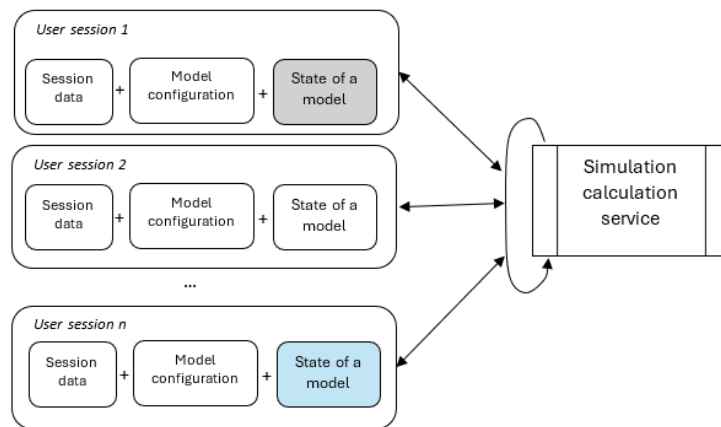 User session 1
Session
data
+
Model
configuration
+
State of a
model
User session 2
Session
data
+
Model
configuration
+
State of a
model
...
User session n
Session
data
+
Model
configuration
+
State of a
model
Simulation
calculation
service